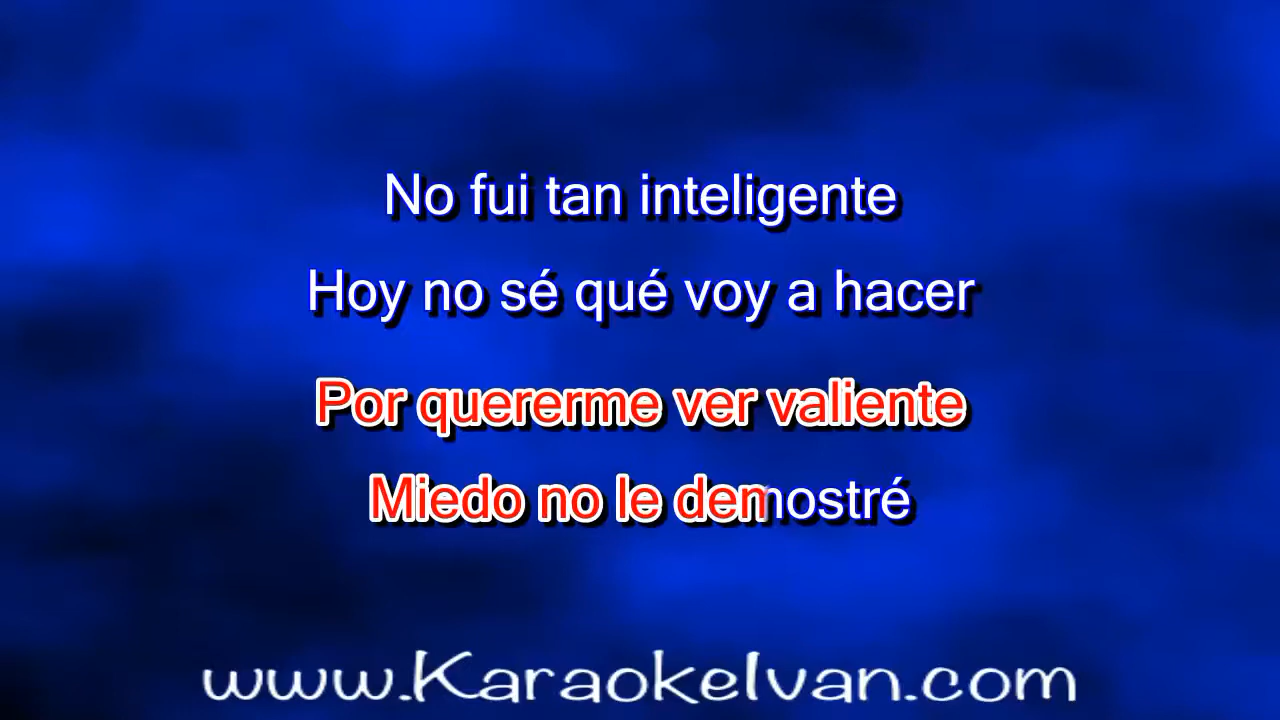 No fui tan inteligente
Hoy no sé qué voy a hacer
Por quererme ver valiente
Miedo no le demostré
www.KaraokeIvan.com